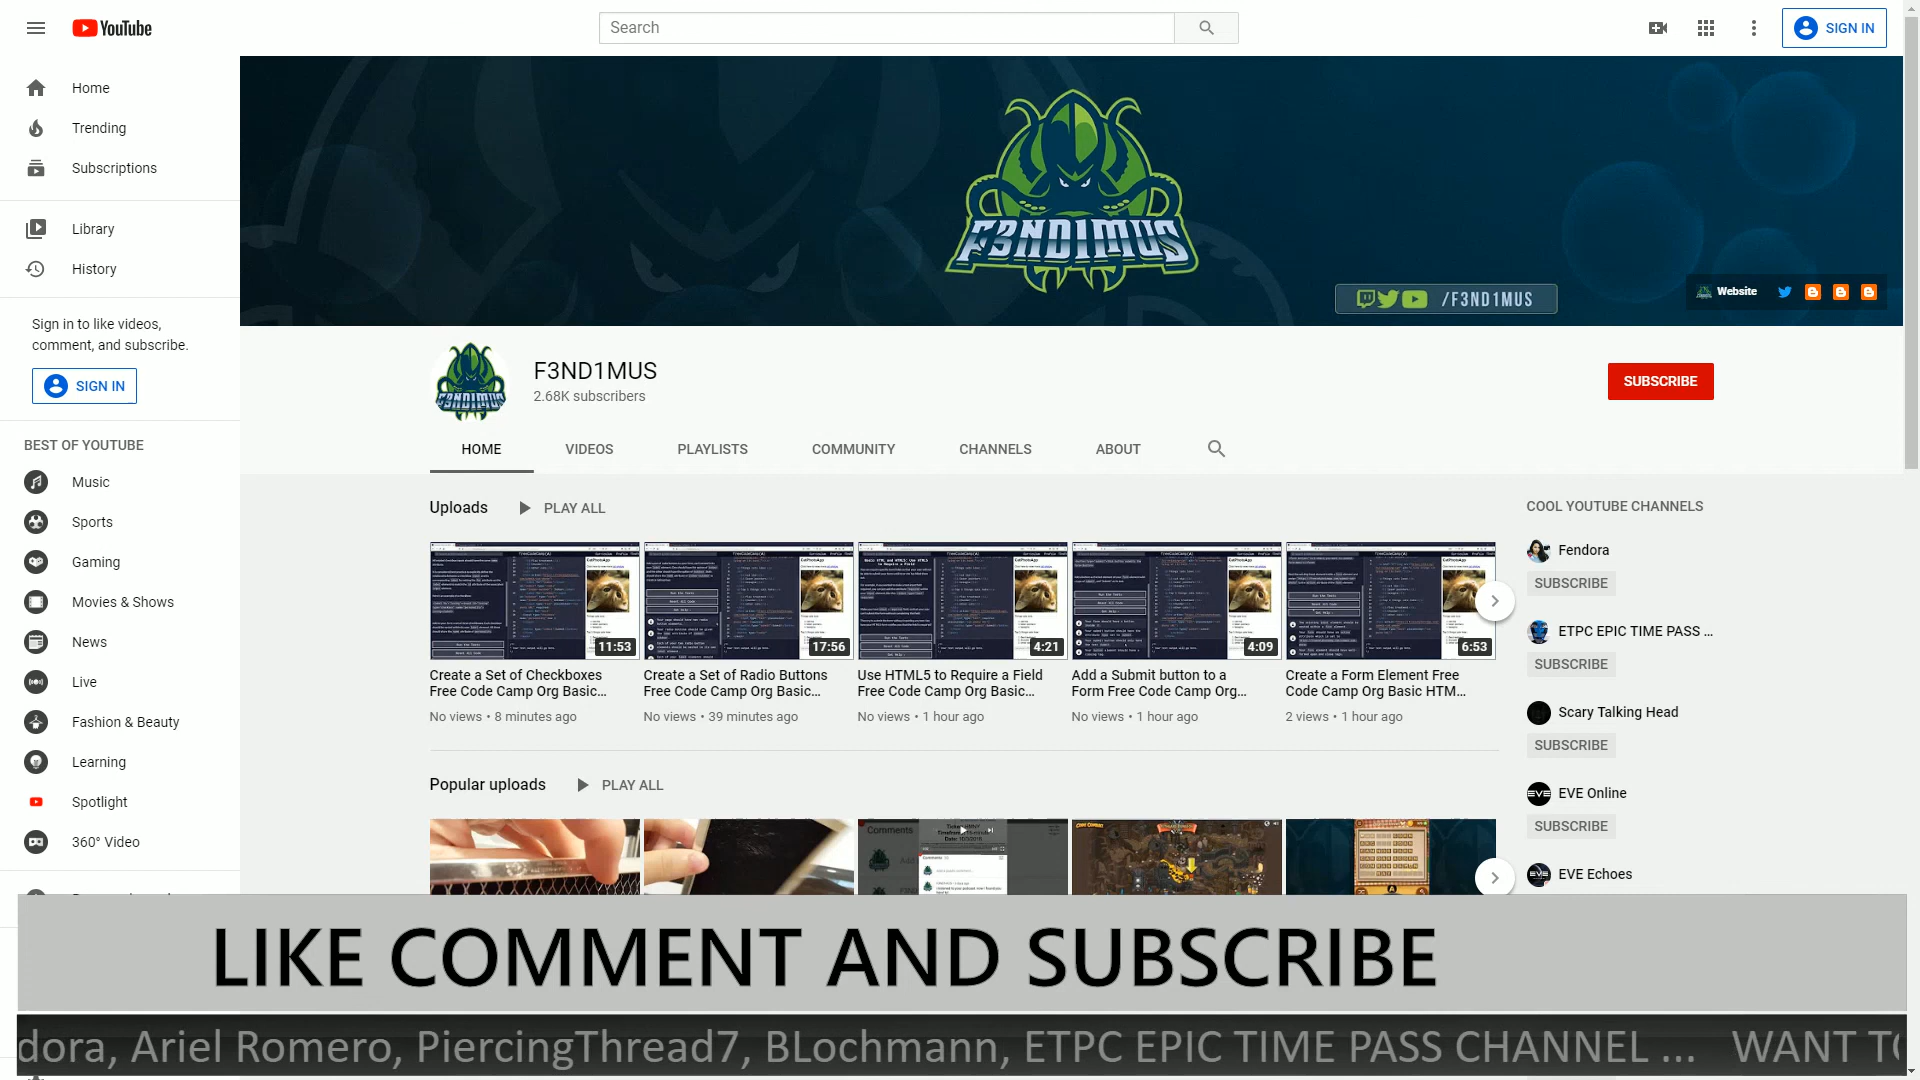 YouTube
Search
SIGN IN
Home
Trending
Subscriptions
Library
History
Sign in to like videos,
comment, and subscribe.
SIGN IN
BEST OF YOUTUBE
Music
Sports
Gaming
Movies & Shows
News
Live
Fashion & Beauty
Learning
Spotlight
360° Video
F3ND1MUS
/F3ND1MUS
Website
F3ND1MUS
2.68K subscribers
SUBSCRIBE
HOME
VIDEOS
PLAYLISTS
COMMUNITY
CHANNELS
ABOUT
Uploads
PLAY ALL
11:53
Create a Set of Checkboxes
Free Code Camp Org Basic...
No views • 8 minutes ago
17:56
Create a Set of Radio Buttons
Free Code Camp Org Basic...
No views • 39 minutes ago
4:21
Use HTML5 to Require a Field
Free Code Camp Org Basic...
No views • 1 hour ago
4:09
Add a Submit button to a
Form Free Code Camp Org...
No views • 1 hour ago
6:53
Create a Form Element Free
Code Camp Org Basic HTM...
2 views • 1 hour ago
Popular uploads
PLAY ALL
Comments
COOL YOUTUBE CHANNELS
Fendora
SUBSCRIBE
ETPC EPIC TIME PASS ...
SUBSCRIBE
Scary Talking Head
SUBSCRIBE
EVE Online
SUBSCRIBE
EVE Echoes
LIKE COMMENT AND SUBSCRIBE
dora, Ariel Romero, PiercingThread7, BLochmann, ETPC EPIC TIME PASS CHANNEL ... WANT TO